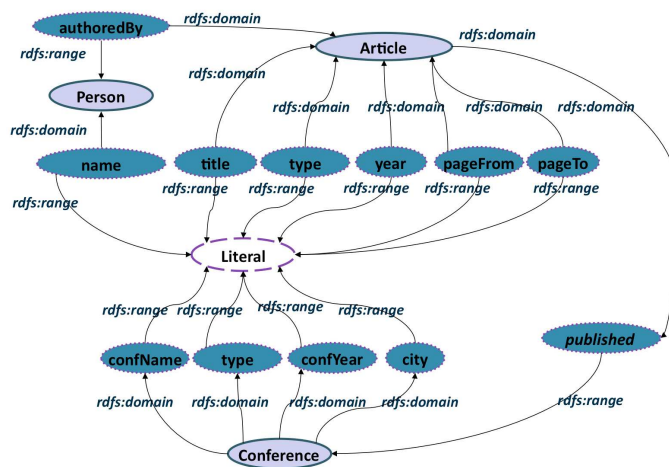 authoredBy
rdfs:domain
rdfs:range
Article
rdfs:domain
rdfs:domain
Person
rdfs:domain
rdfs:domain
rdfs:domain
rdfs:domain
rdfs:domain
name
title
type
year
pageFrom
pageTo
rdfs:range
rdfs:range
rdfs:range
rdfs:range
rdfs:range
rdfs:range
Literal
rdfs:range
rdfs:range
rdfs:range
rdfs:range
confName
type
confYear
city
published
rdfs:domain
rdfs:domain
rdfs:domain
rdfs:domain
rdfs:range
Conference